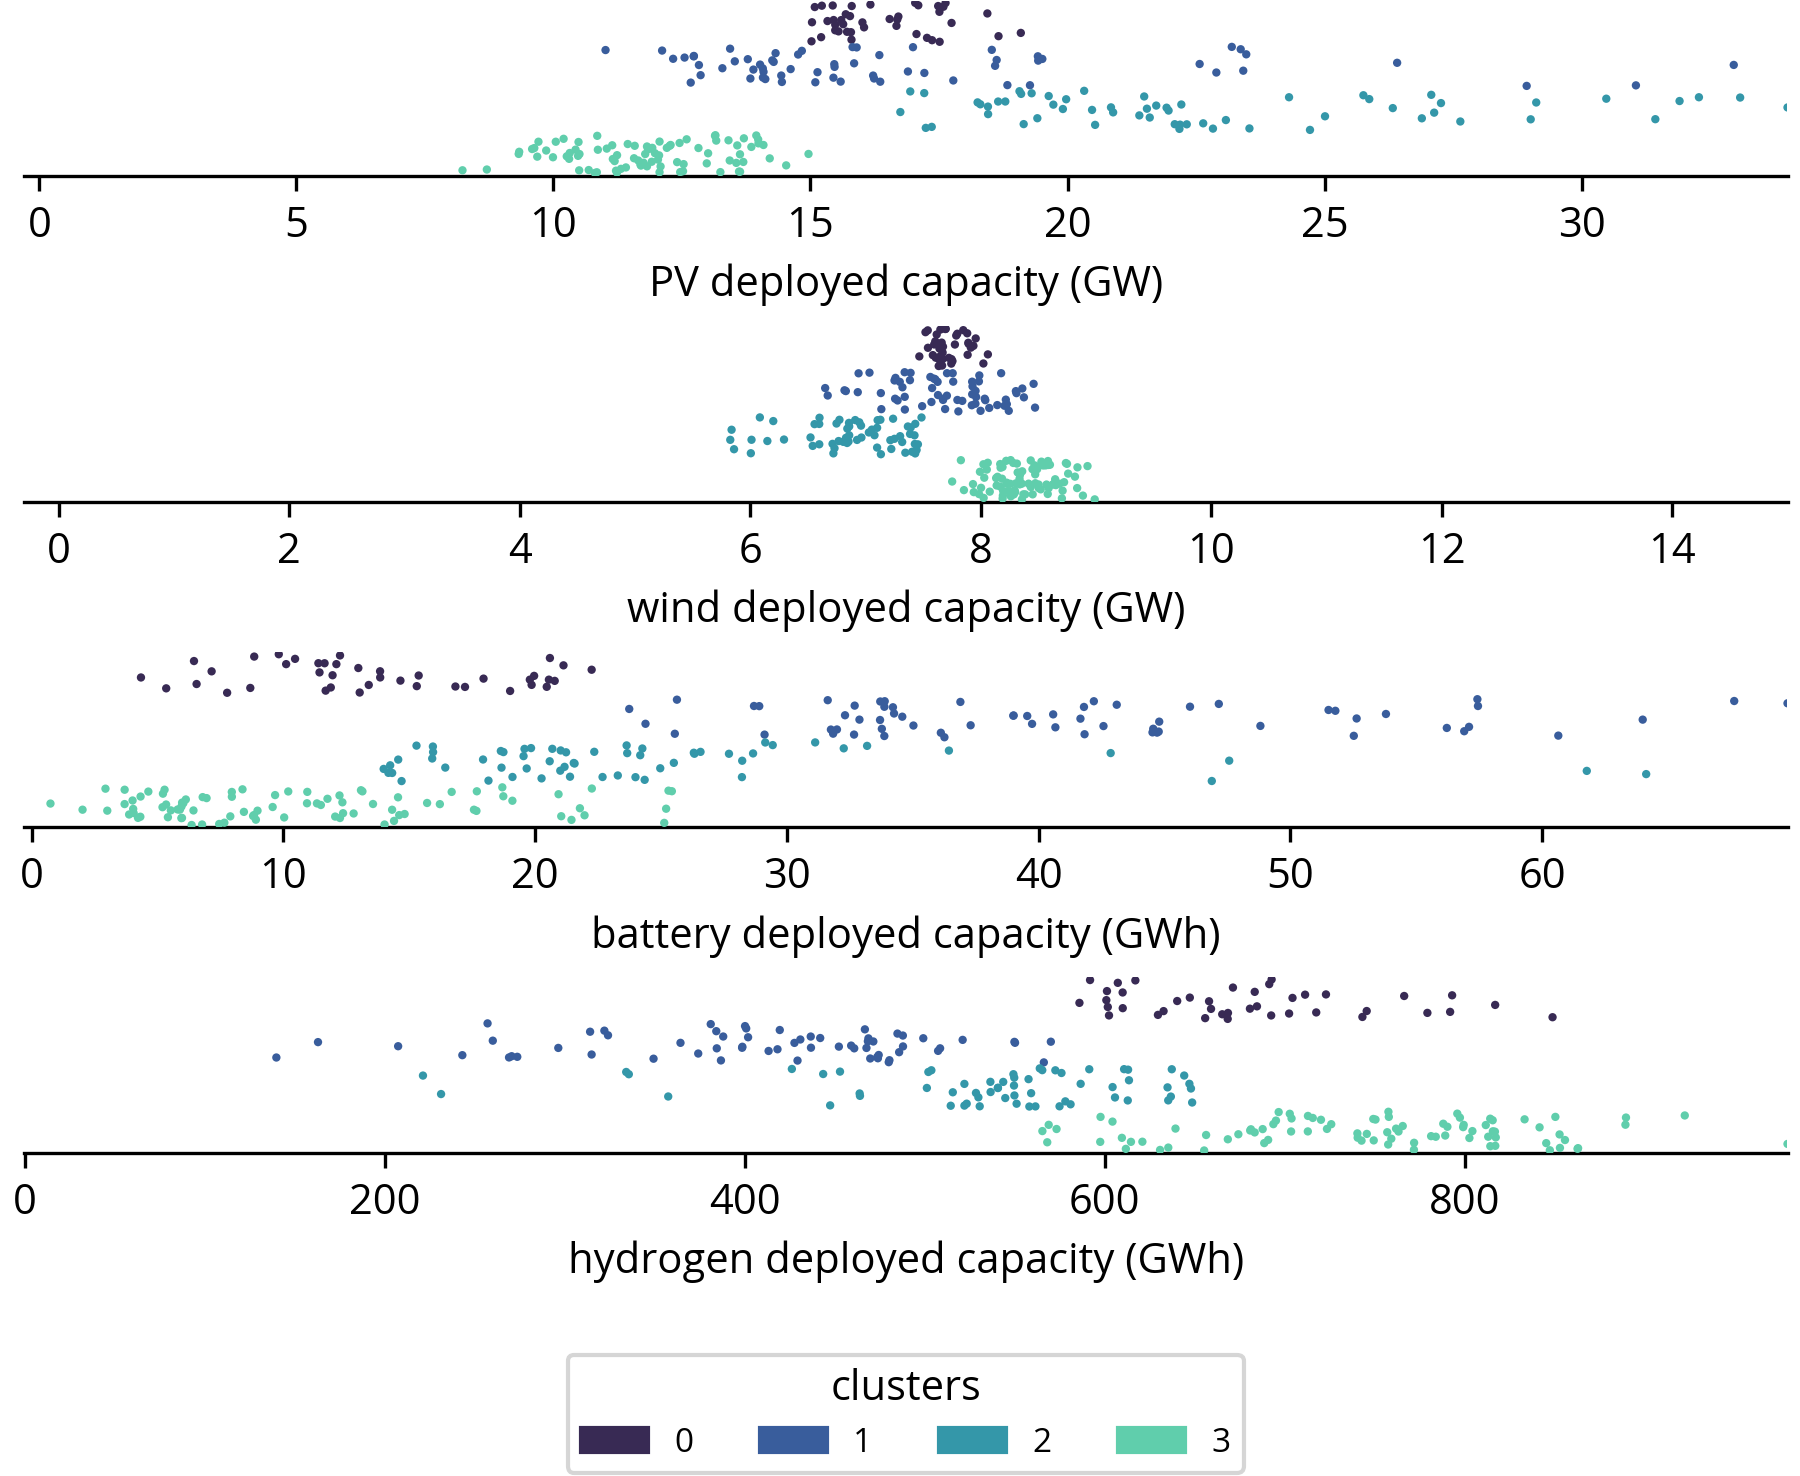 0 5 10 15 20 25 30
PV deployed capacity (GW)
0 2 4 6 8 10 12 14
wind deployed capacity (GW)
0 10 20 30 40 50 60
battery deployed capacity (GWh)
0 200 400 600 800
hydrogen deployed capacity (GWh)
clusters
0 1 2 3